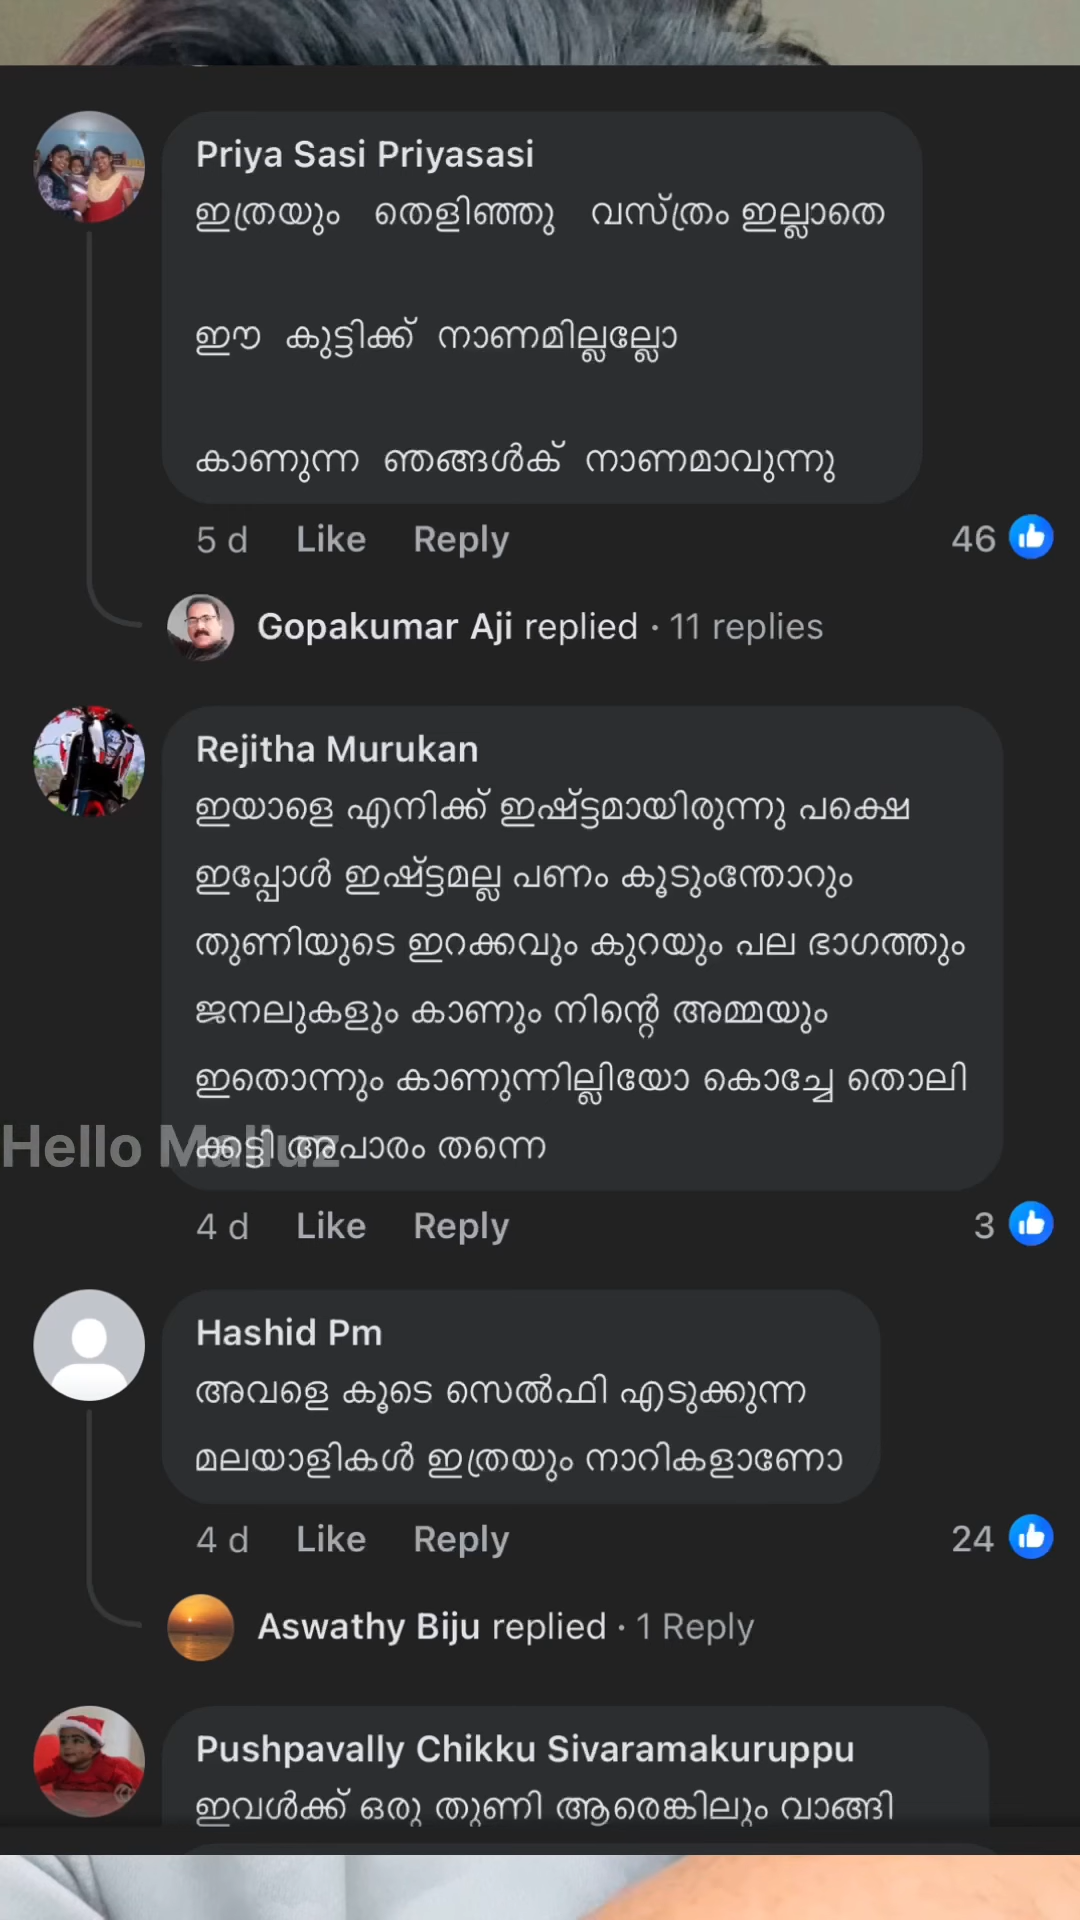 Priya Sasi Priyasasi
ഇത്രയും തെളിഞ്ഞു വസ്ത്രം ഇല്ലാതെ
ഈ കുട്ടിക്ക് നാണമില്ലല്ലോ
കാണുന്ന ഞങ്ങൾക് നാണമാവുന്നു
5 d Like Reply 46
Gopakumar Aji replied · 11 replies
Rejitha Murukan
ഇയാളെ എനിക്ക് ഇഷ്ട്ടമായിരുന്നു പക്ഷെ
ഇപ്പോൾ ഇഷ്ട്ടമല്ല പണം കൂടുംന്തോറും
തുണിയുടെ ഇറക്കവും കുറയും പല ഭാഗത്തും
ജനലുകളും കാണും നിന്റെ അമ്മയും
ഇതൊന്നും കാണുന്നില്ലിയോ കൊച്ചേ തൊലി
ക്കട്ടി അപാരം തന്നെ
Hello Malluz
4 d Like Reply 3
Hashid Pm
അവളെ കൂടെ സെൽഫി എടുക്കുന്ന
മലയാളികൾ ഇത്രയും നാറികളാണോ
4 d Like Reply 24
Aswathy Biju replied · 1 Reply
Pushpavally Chikku Sivaramakuruppu
ഇവൾക്ക് ഒരു തുണി ആരെങ്കിലും വാങ്ങി